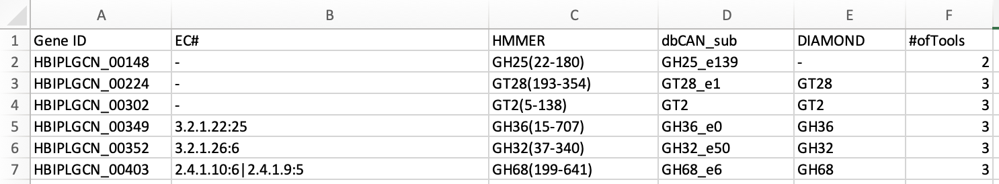 A B C D E F
1 Gene ID EC# HMMER dbCAN_sub DIAMOND #ofTools
2 HBIPLGCN_00148 - GH25(22-180) GH25_e139 - 2
3 HBIPLGCN_00224 - GT28(193-354) GT28_e1 GT28 3
4 HBIPLGCN_00302 - GT2(5-138) GT2 GT2 3
5 HBIPLGCN_00349 3.2.1.22:25 GH36(15-707) GH36_e0 GH36 3
6 HBIPLGCN_00352 3.2.1.26:6 GH32(37-340) GH32_e50 GH32 3
7 HBIPLGCN_00403 2.4.1.10:6|2.4.1.9:5 GH68(199-641) GH68_e6 GH68 3